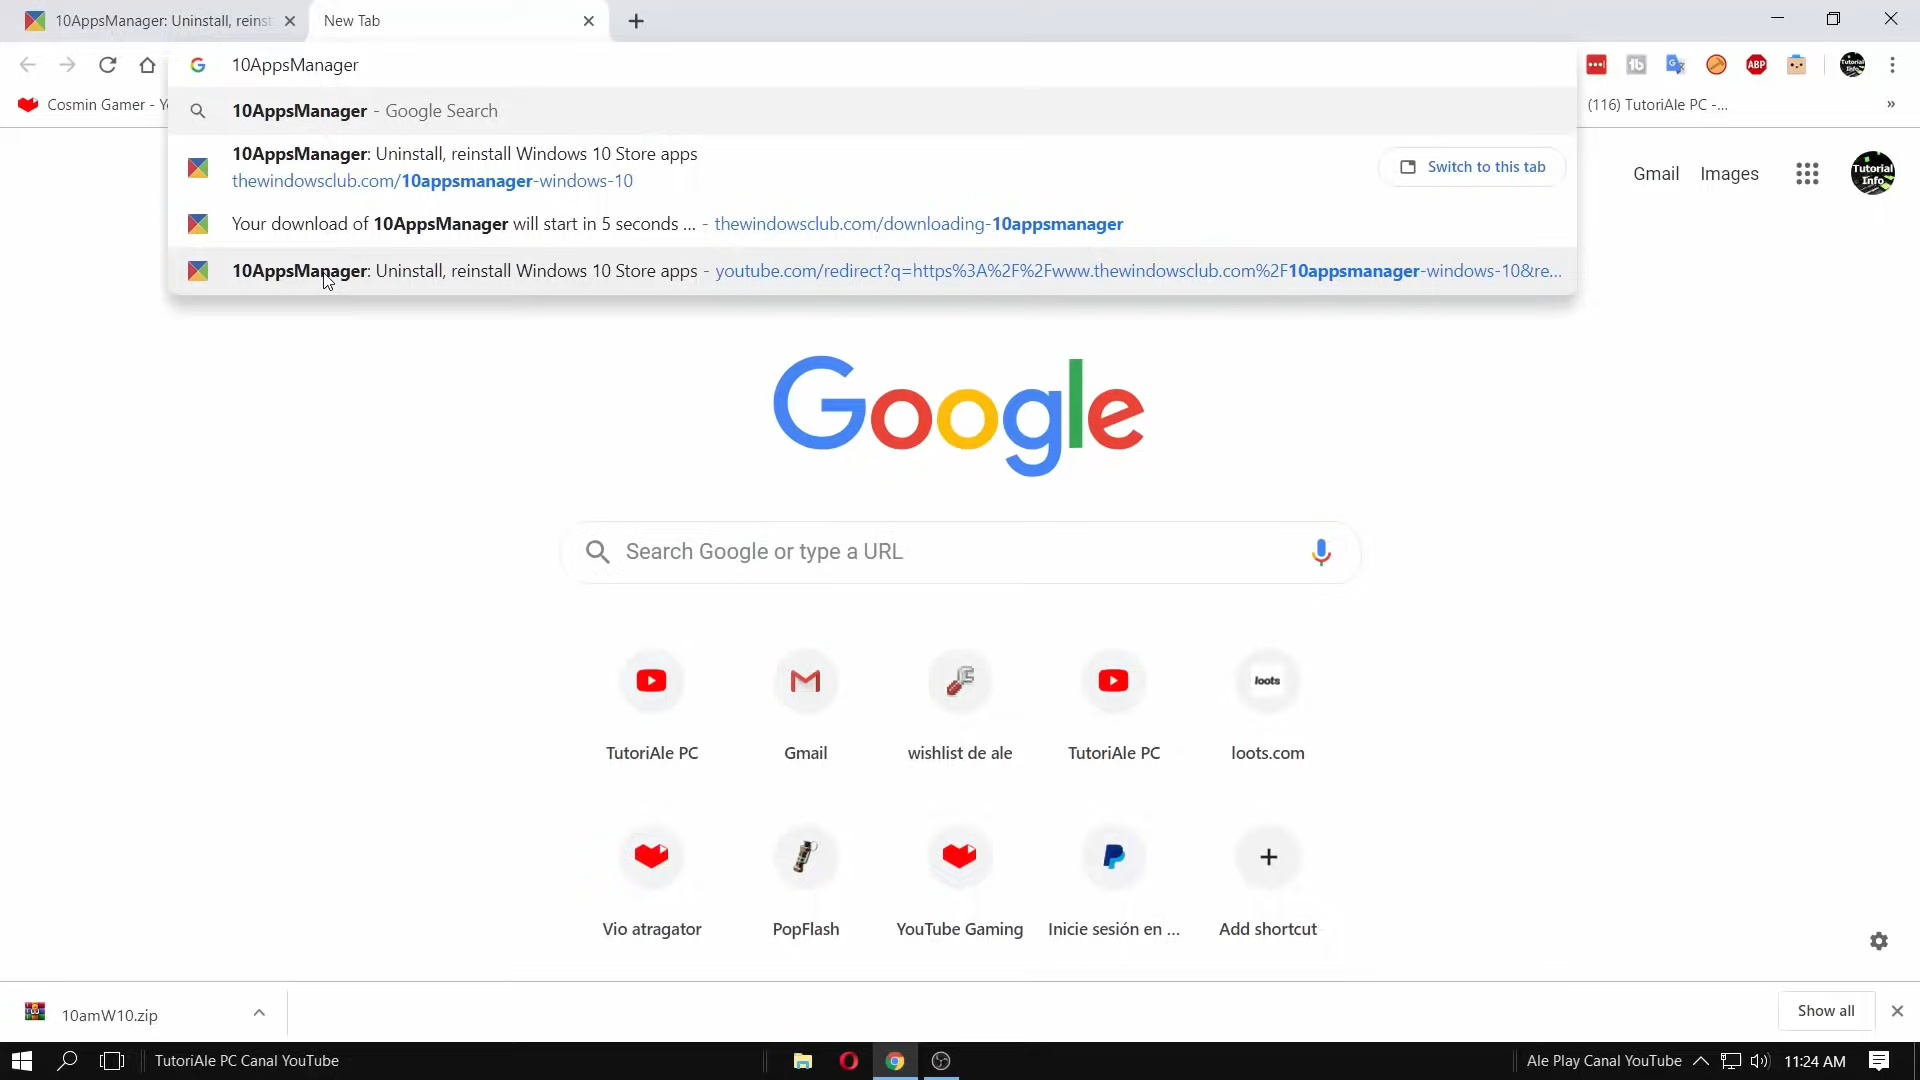 10AppsManager: Uninstall, reinst
New Tab
10AppsManager
Cosmin Gamer - Y
(116) TutoriAle PC -...
10AppsManager - Google Search
10AppsManager: Uninstall, reinstall Windows 10 Store apps
thewindowsclub.com/10appsmanager-windows-10
Switch to this tab
Your download of 10AppsManager will start in 5 seconds ... - thewindowsclub.com/downloading-10appsmanager
10AppsManager: Uninstall, reinstall Windows 10 Store apps - youtube.com/redirect?q=https%3A%2F%2Fwww.thewindowsclub.com%2F10appsmanager-windows-10&re...
ABP
Gmail Images
Tutorial
Info
Google
Search Google or type a URL
loots
TutoriAle PC
Gmail
wishlist de ale
TutoriAle PC
loots.com
Vio atragator
PopFlash
YouTube Gaming
Inicie sesión en ...
Add shortcut
10amW10.zip
Show all
TutoriAle PC Canal YouTube
Ale Play Canal YouTube
11:24 AM